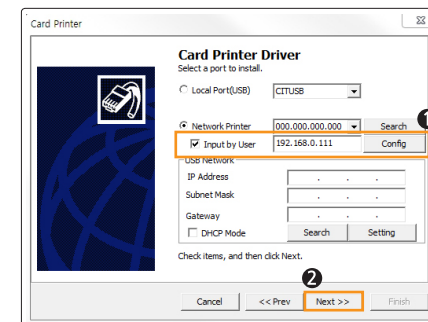 Card Printer
Card Printer Driver
Select a port to install.
Local Port(USB) CITUSB
Network Printer 000.000.000.000 Search
Input by User 192.168.0.111 Config
USB Network
IP Address . . .
Subnet Mask . . .
Gateway . . .
DHCP Mode Search Setting
Check items, and then click Next.
2
Cancel << Prev Next >> Finish